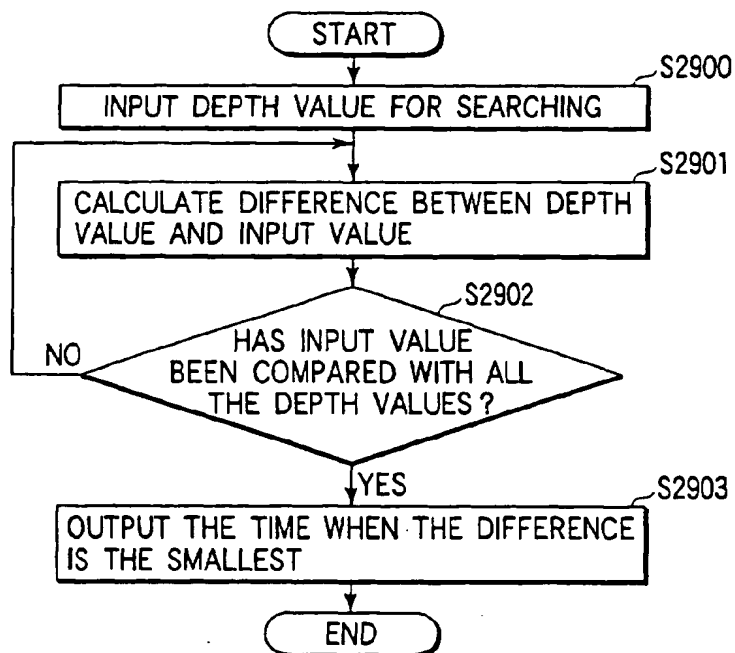 START
S2900
INPUT DEPTH VALUE FOR SEARCHING
S2901
CALCULATE DIFFERENCE BETWEEN DEPTH
VALUE AND INPUT VALUE
S2902
HAS INPUT VALUE
BEEN COMPARED WITH ALL
THE DEPTH VALUES?
NO
YES
S2903
OUTPUT THE TIME WHEN THE DIFFERENCE
IS THE SMALLEST
END